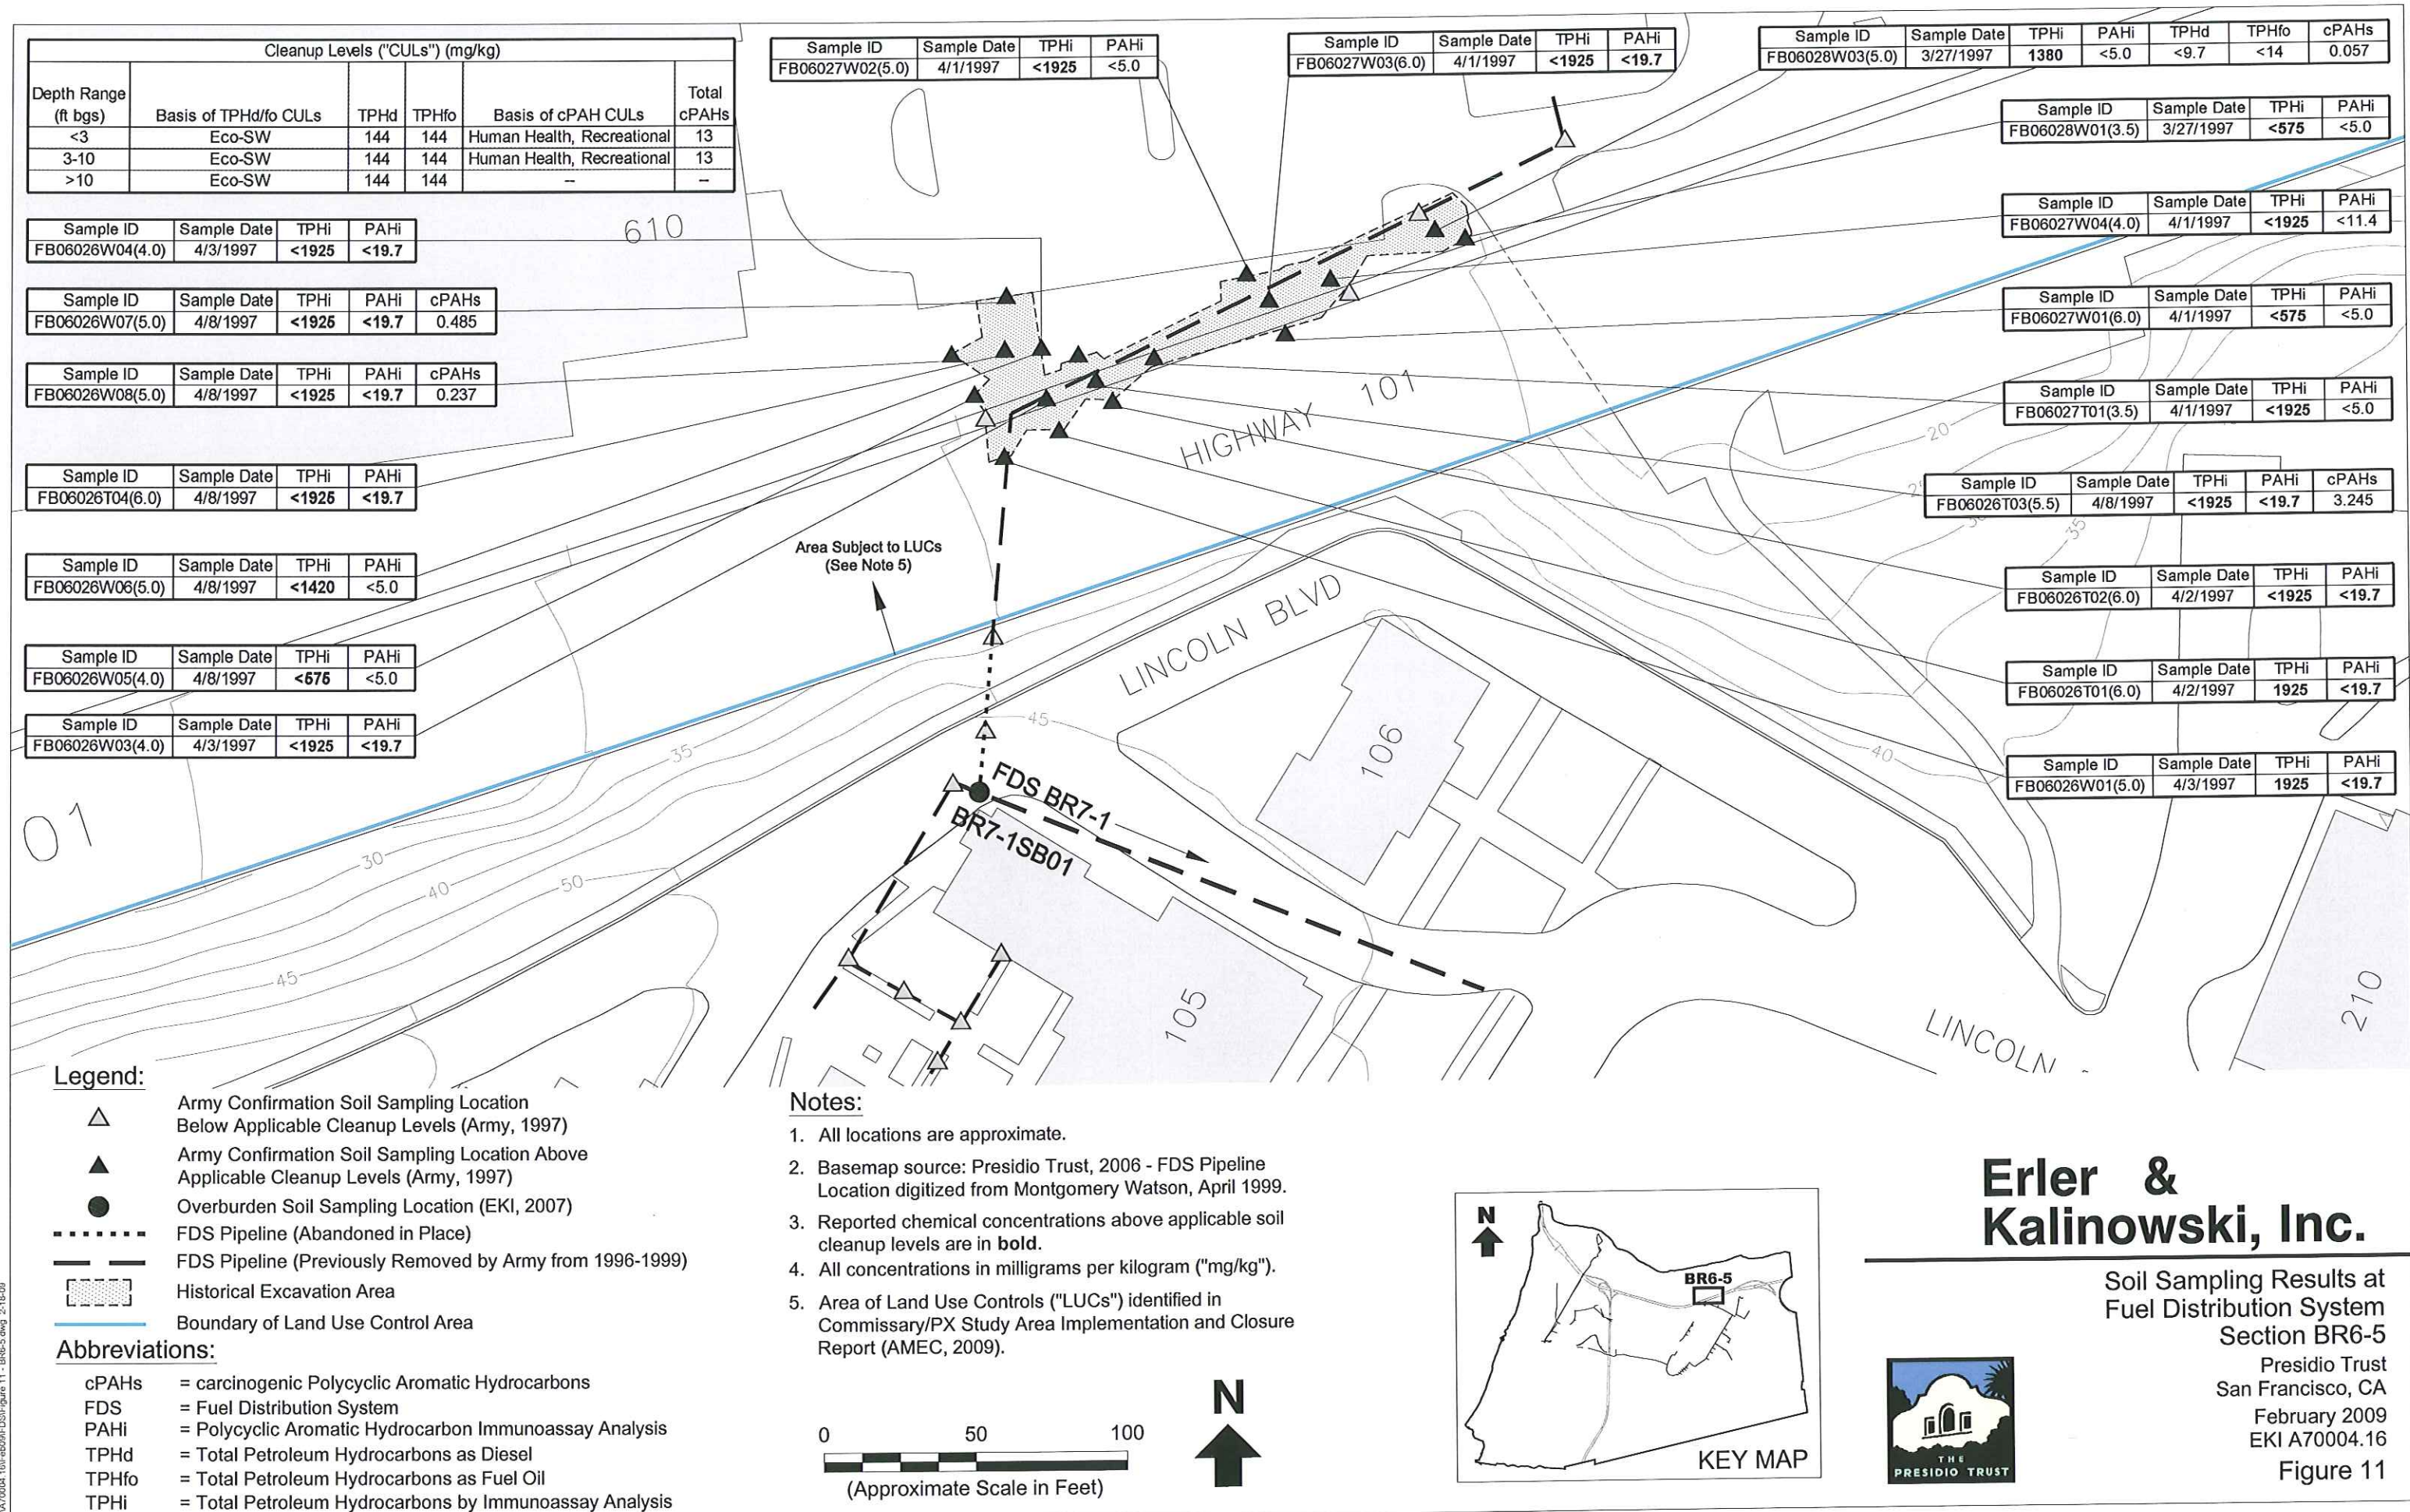 Cleanup Levels ("CULs") (mg/kg)
Depth Range (ft bgs) Basis of TPHd/fo CULs TPHd TPHfo Basis of cPAH CULs Total cPAHs
<3 Eco-SW 144 144 Human Health, Recreational 13
3-10 Eco-SW 144 144 Human Health, Recreational 13
>10 Eco-SW 144 144 -- --
Sample ID Sample Date TPHi PAHi
FB06027W02(5.0) 4/1/1997 <1925 <5.0
Sample ID Sample Date TPHi PAHi
FB06027W03(6.0) 4/1/1997 <1925 <19.7
Sample ID Sample Date TPHi PAHi TPHd TPHfo cPAHs
FB06028W03(5.0) 3/27/1997 1380 <5.0 <9.7 <14 0.057
Sample ID Sample Date TPHi PAHi
FB06028W01(3.5) 3/27/1997 <575 <5.0
Sample ID Sample Date TPHi PAHi
FB06027W04(4.0) 4/1/1997 <1925 <11.4
Sample ID Sample Date TPHi PAHi
FB06027W01(6.0) 4/1/1997 <575 <5.0
Sample ID Sample Date TPHi PAHi
FB06027T01(3.5) 4/1/1997 <1925 <5.0
Sample ID Sample Date TPHi PAHi cPAHs
FB06026T03(5.5) 4/8/1997 <1925 <19.7 3.245
Sample ID Sample Date TPHi PAHi
FB06026T02(6.0) 4/2/1997 <1925 <19.7
Sample ID Sample Date TPHi PAHi
FB06026T01(6.0) 4/2/1997 1925 <19.7
Sample ID Sample Date TPHi PAHi
FB06026W01(5.0) 4/3/1997 1925 <19.7
Sample ID Sample Date TPHi PAHi
FB06026W04(4.0) 4/3/1997 <1925 <19.7
Sample ID Sample Date TPHi PAHi cPAHs
FB06026W07(5.0) 4/8/1997 <1925 <19.7 0.485
Sample ID Sample Date TPHi PAHi cPAHs
FB06026W08(5.0) 4/8/1997 <1925 <19.7 0.237
Sample ID Sample Date TPHi PAHi
FB06026T04(6.0) 4/8/1997 <1925 <19.7
Sample ID Sample Date TPHi PAHi
FB06026W06(5.0) 4/8/1997 <1420 <5.0
Sample ID Sample Date TPHi PAHi
FB06026W05(4.0) 4/8/1997 <575 <5.0
Sample ID Sample Date TPHi PAHi
FB06026W03(4.0) 4/3/1997 <1925 <19.7
610
HIGHWAY 101
20
35
Area Subject to LUCs
(See Note 5)
LINCOLN BLVD
106
45
35
40
01
30
40
50
45
FDS BR7-1
BR7-1SB01
105
210
LINCOLN
Legend:
Army Confirmation Soil Sampling Location
Below Applicable Cleanup Levels (Army, 1997)
Army Confirmation Soil Sampling Location Above
Applicable Cleanup Levels (Army, 1997)
Overburden Soil Sampling Location (EKI, 2007)
FDS Pipeline (Abandoned in Place)
FDS Pipeline (Previously Removed by Army from 1996-1999)
Historical Excavation Area
Boundary of Land Use Control Area
Abbreviations:
cPAHs = carcinogenic Polycyclic Aromatic Hydrocarbons
FDS = Fuel Distribution System
PAHi = Polycyclic Aromatic Hydrocarbon Immunoassay Analysis
TPHd = Total Petroleum Hydrocarbons as Diesel
TPHfo = Total Petroleum Hydrocarbons as Fuel Oil
TPHi = Total Petroleum Hydrocarbons by Immunoassay Analysis
Notes:
1. All locations are approximate.
2. Basemap source: Presidio Trust, 2006 - FDS Pipeline
Location digitized from Montgomery Watson, April 1999.
3. Reported chemical concentrations above applicable soil
cleanup levels are in bold.
4. All concentrations in milligrams per kilogram ("mg/kg").
5. Area of Land Use Controls ("LUCs") identified in
Commissary/PX Study Area Implementation and Closure
Report (AMEC, 2009).
0 50 100
(Approximate Scale in Feet)
N
N
BR6-5
KEY MAP
Erler &
Kalinowski, Inc.
Soil Sampling Results at
Fuel Distribution System
Section BR6-5
Presidio Trust
San Francisco, CA
February 2009
EKI A70004.16
Figure 11
THE
PRESIDIO TRUST